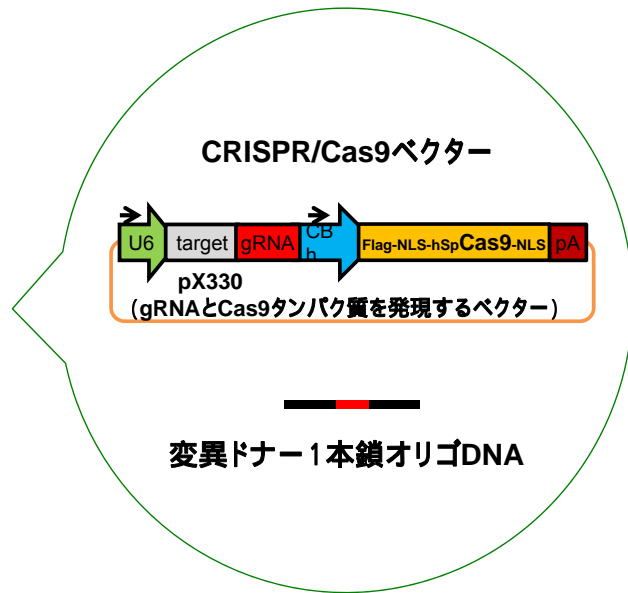 CRISPR/Cas9ベクター
U6 target gRNA CBh Flag-NLS-hSpCas9-NLS pA
pX330
(gRNAとCas9タンパク質を発現するベクター)
変異ドナー1本鎖オリゴDNA